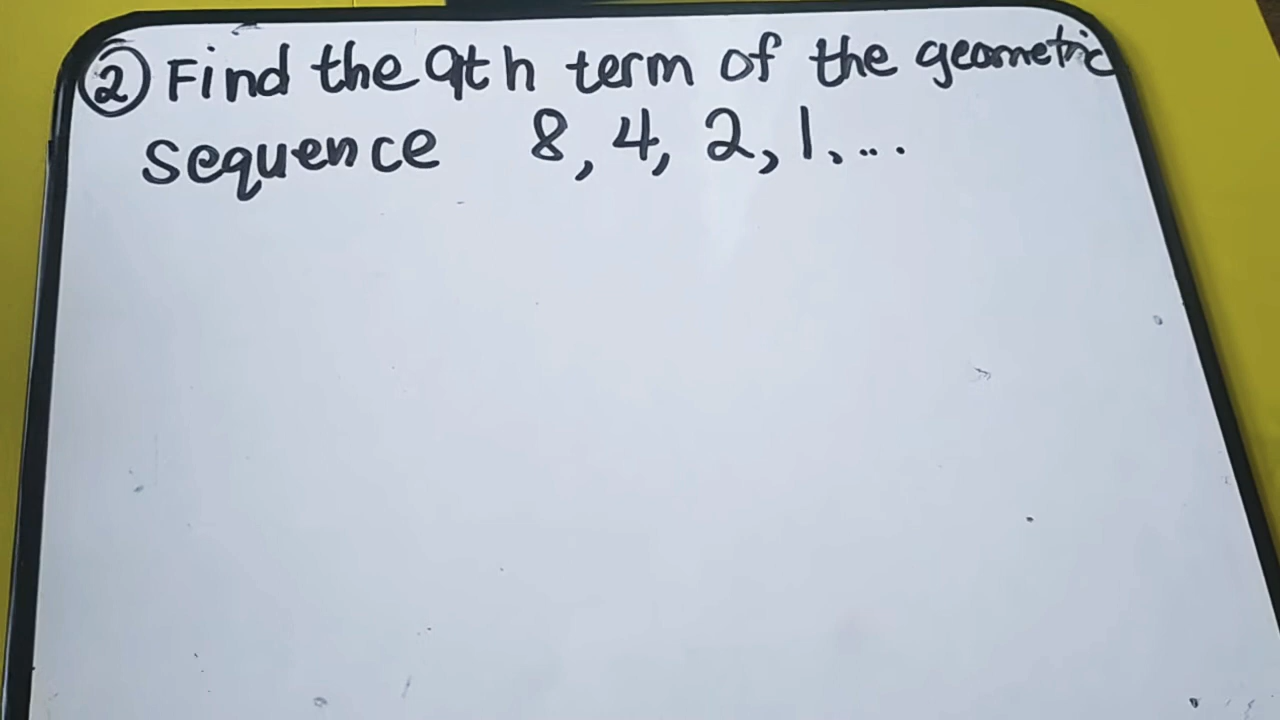 ② Find the 9th term of the geometric
sequence 8, 4, 2, 1, ...